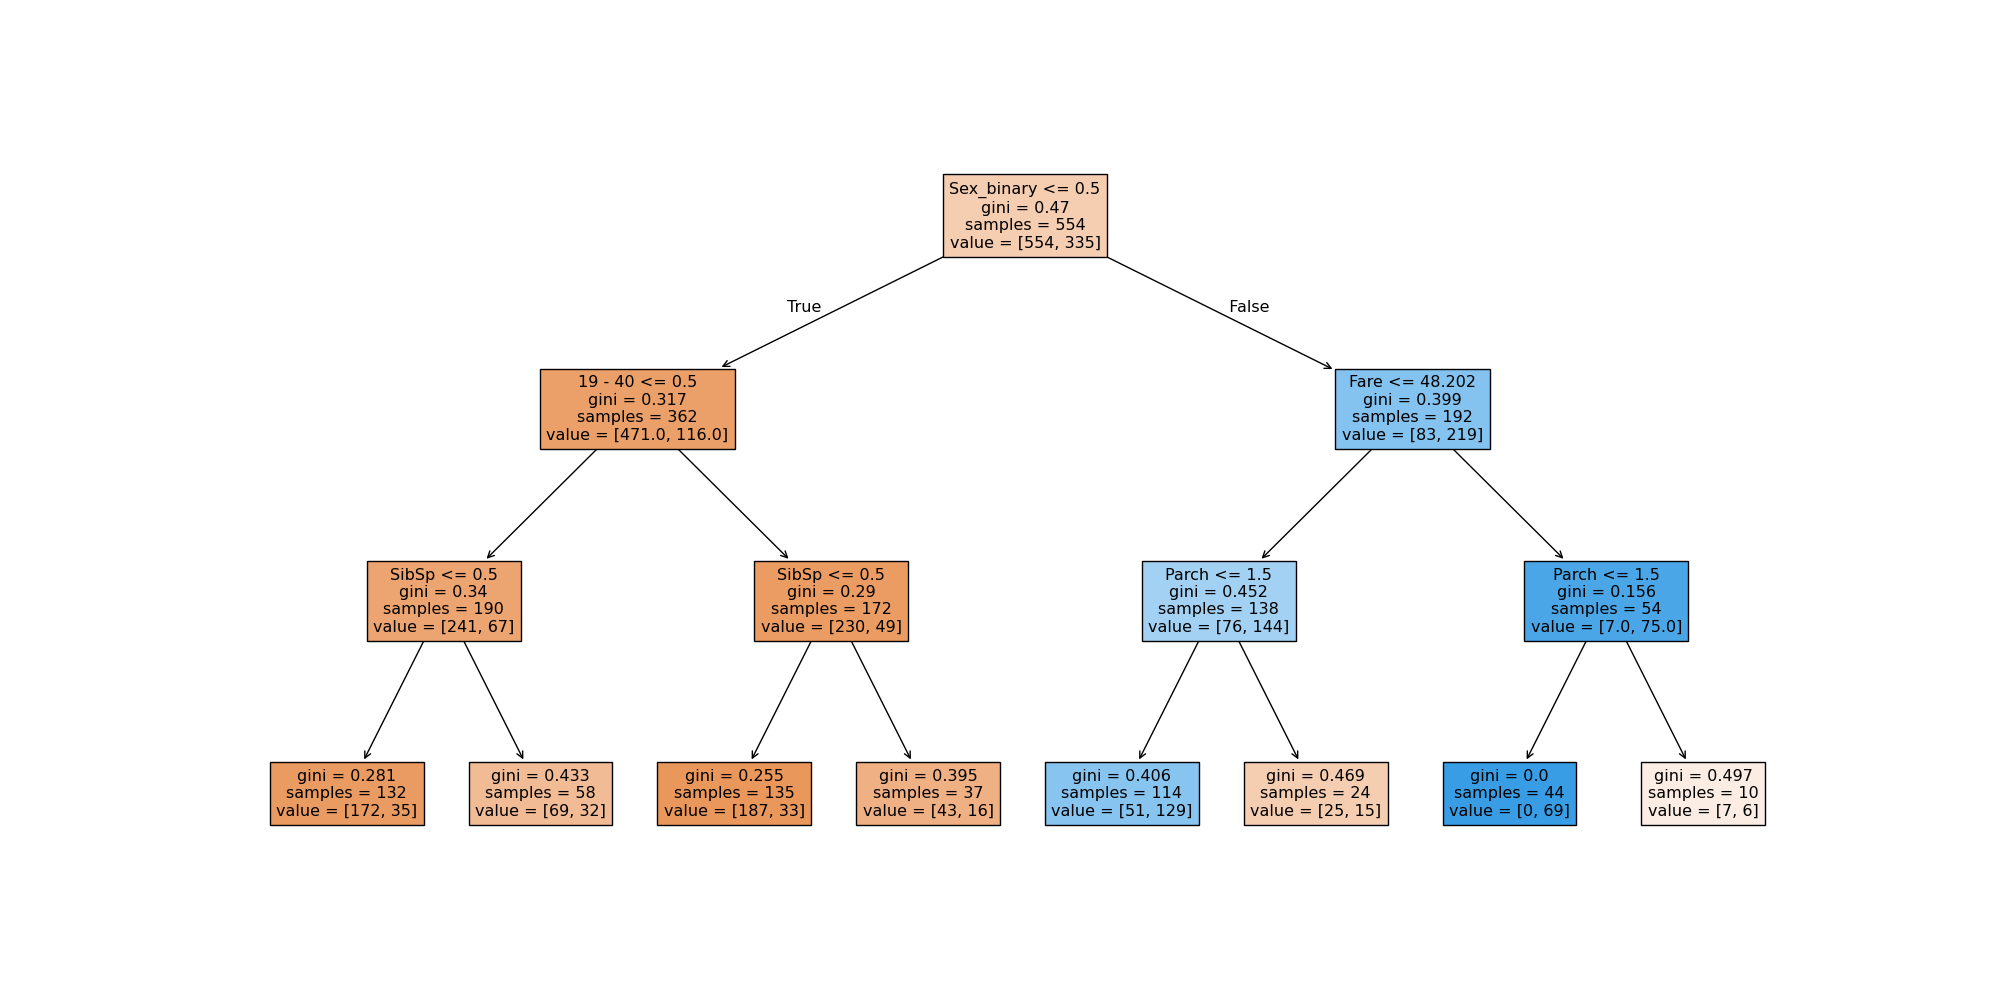 Sex_binary <= 0.5
gini = 0.47
samples = 554
value = [554, 335]
True
False
19 - 40 <= 0.5
gini = 0.317
samples = 362
value = [471.0, 116.0]
Fare <= 48.202
gini = 0.399
samples = 192
value = [83, 219]
SibSp <= 0.5
gini = 0.34
samples = 190
value = [241, 67]
SibSp <= 0.5
gini = 0.29
samples = 172
value = [230, 49]
Parch <= 1.5
gini = 0.452
samples = 138
value = [76, 144]
Parch <= 1.5
gini = 0.156
samples = 54
value = [7.0, 75.0]
gini = 0.281
samples = 132
value = [172, 35]
gini = 0.433
samples = 58
value = [69, 32]
gini = 0.255
samples = 135
value = [187, 33]
gini = 0.395
samples = 37
value = [43, 16]
gini = 0.406
samples = 114
value = [51, 129]
gini = 0.469
samples = 24
value = [25, 15]
gini = 0.0
samples = 44
value = [0, 69]
gini = 0.497
samples = 10
value = [7, 6]